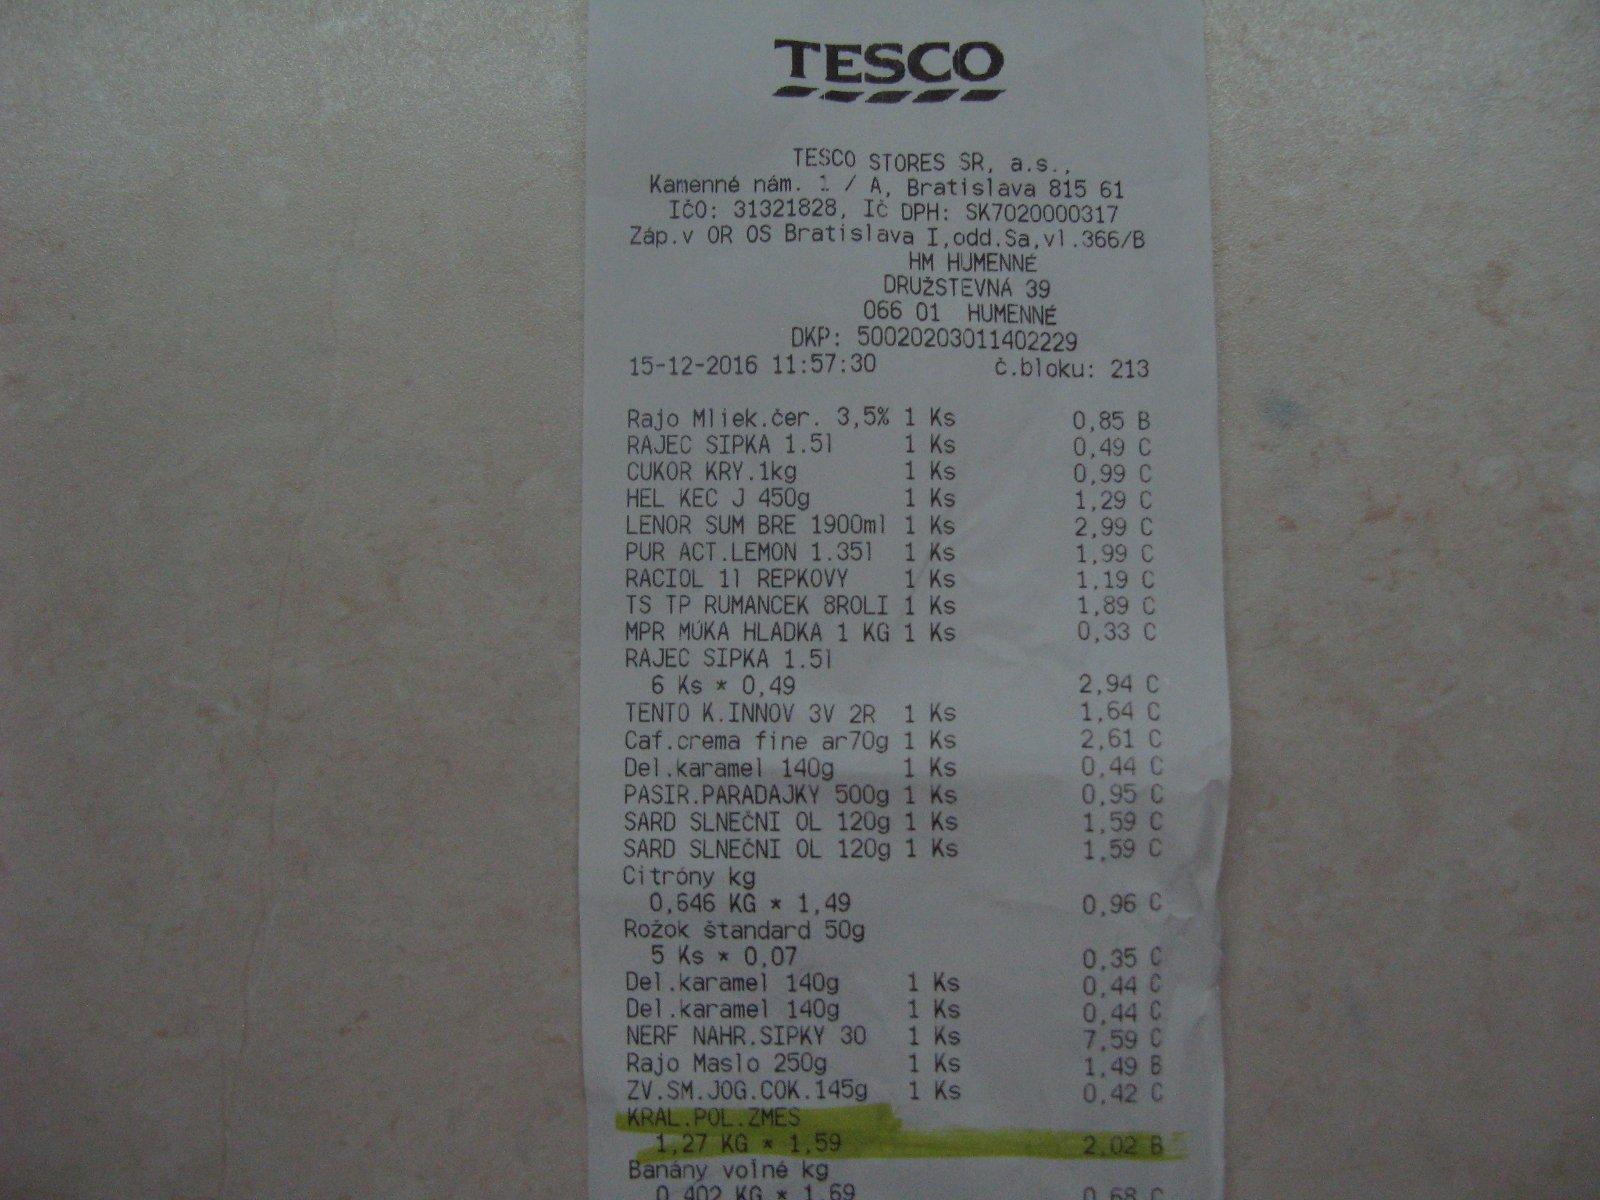 TESCO
TESCO STORES SR, a.s.,
Kamenné nám. 1 / A, Bratislava 815 61
IČO: 31321828, Ič DPH: SK7020000317
Záp.v OR OS Bratislava I,odd.Sa,vl.366/B
HM HUMENNÉ
DRUŽSTEVNÁ 39
066 01 HUMENNÉ
DKP: 50020203011402229
15-12-2016 11:57:30 č.bloku: 213
Rajo Mliek.čer. 3,5% 1 Ks 0,85 B
RAJEC SIPKA 1.5l 1 Ks 0,49 C
CUKOR KRY.1kg 1 Ks 0,99 C
HEL KEC J 450g 1 Ks 1,29 C
LENOR SUM BRE 1900ml 1 Ks 2,99 C
PUR ACT.LEMON 1.35l 1 Ks 1,99 C
RACIOL 1l REPKOVY 1 Ks 1,19 C
TS TP RUMANCEK 8ROLI 1 Ks 1,89 C
MPR MÚKA HLADKA 1 KG 1 Ks 0,33 C
RAJEC SIPKA 1.5l
6 Ks * 0,49 2,94 C
TENTO K.INNOV 3V 2R 1 Ks 1,64 C
Caf.crema fine ar70g 1 Ks 2,61 C
Del.karamel 140g 1 Ks 0,44 C
PASIR.PARADAJKY 500g 1 Ks 0,95 C
SARD SLNEČNI OL 120g 1 Ks 1,59 C
SARD SLNEČNI OL 120g 1 Ks 1,59 C
Citróny kg
0,646 KG * 1,49 0,96 C
Rožok štandard 50g
5 Ks * 0,07 0,35 C
Del.karamel 140g 1 Ks 0,44 C
Del.karamel 140g 1 Ks 0,44 C
NERF NAHR.SIPKY 30 1 Ks 7,59 C
Rajo Maslo 250g 1 Ks 1,49 B
ZV.SM.JOG.COK.145g 1 Ks 0,42 C
KRAL.POL.ZMES
1,27 KG * 1,59 2,02 B
Banány voľné kg
0,402 KG * 1,69 0,68 C